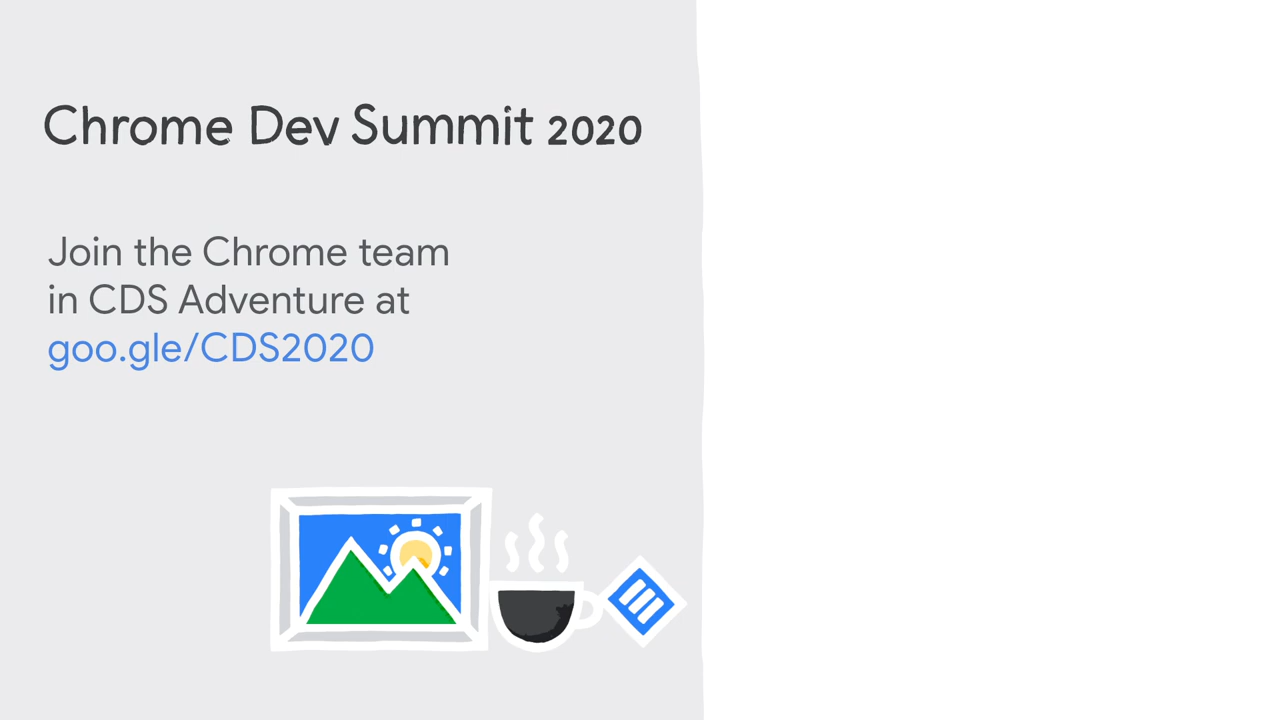 Chrome Dev Summit 2020
Join the Chrome team
in CDS Adventure at
goo.gle/CDS2020